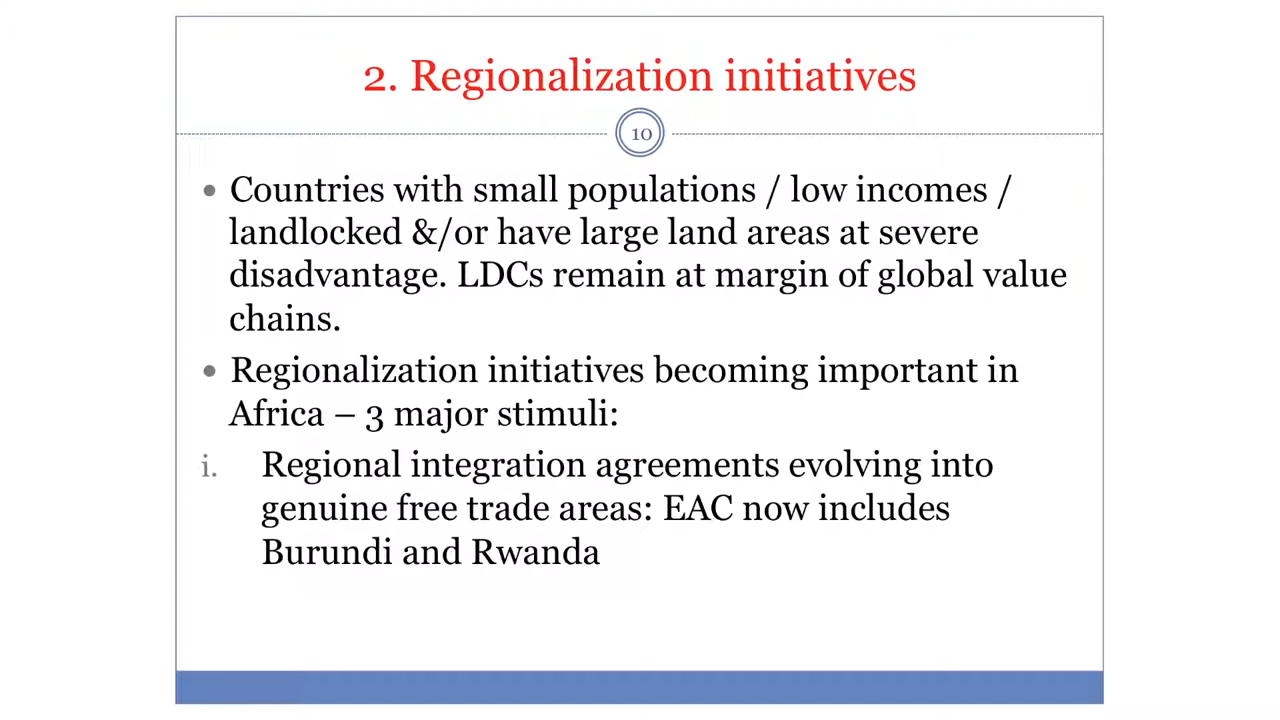 2. Regionalization initiatives
10
• Countries with small populations / low incomes /
landlocked &/or have large land areas at severe
disadvantage. LDCs remain at margin of global value
chains.
• Regionalization initiatives becoming important in
Africa – 3 major stimuli:
i. Regional integration agreements evolving into
genuine free trade areas: EAC now includes
Burundi and Rwanda